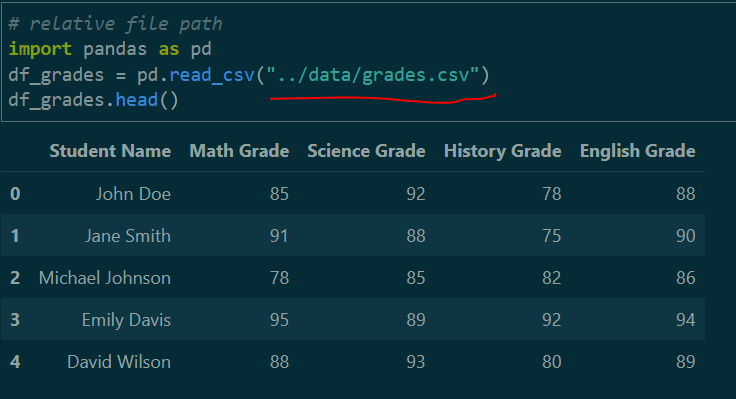 # relative file path
import pandas as pd
df_grades = pd.read_csv("../data/grades.csv")
df_grades.head()
Student Name Math Grade Science Grade History Grade English Grade
0 John Doe 85 92 78 88
1 Jane Smith 91 88 75 90
2 Michael Johnson 78 85 82 86
3 Emily Davis 95 89 92 94
4 David Wilson 88 93 80 89